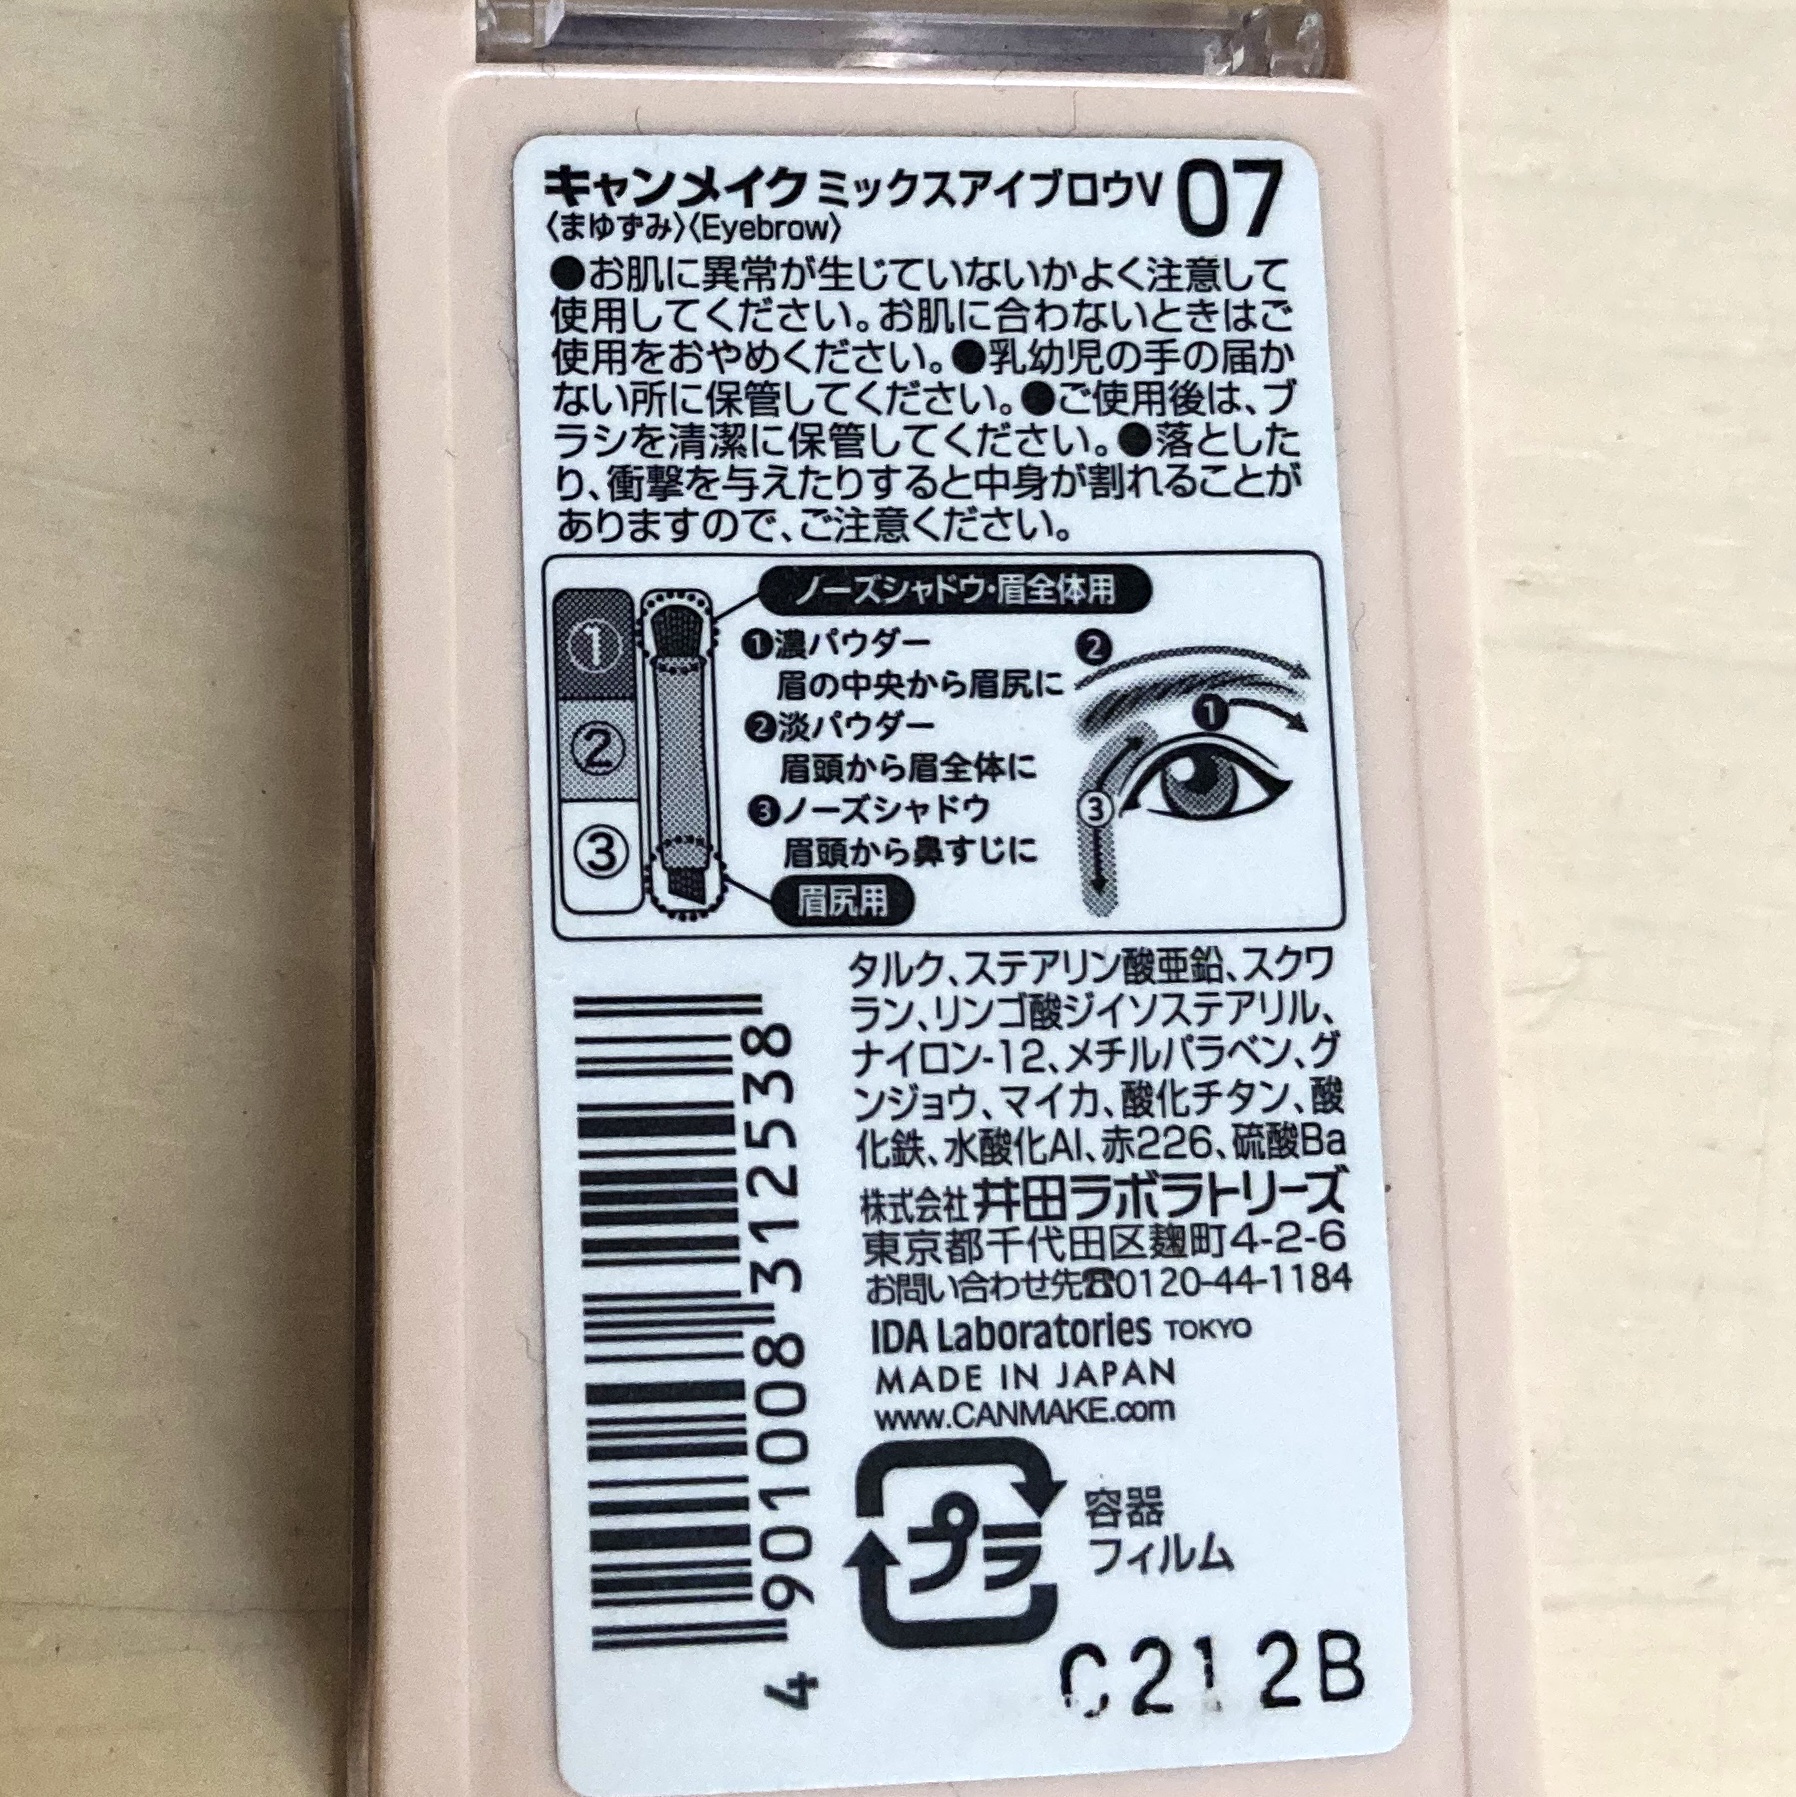 キャンメイク ミックスアイブロウV 07
〈まゆずみ〉〈Eyebrow〉
●お肌に異常が生じていないかよく注意して
使用してください。お肌に合わないときはご
使用をおやめください。●乳幼児の手の届か
ない所に保管してください。●ご使用後は、ブ
ラシを清潔に保管してください。●落とした
り、衝撃を与えたりすると中身が割れることが
ありますので、ご注意ください。
ノーズシャドウ・眉全体用
①
②
③
❶濃パウダー
眉の中央から眉尻に
❷淡パウダー
眉頭から眉全体に
❸ノーズシャドウ
眉頭から鼻すじに
眉尻用
❷
❶
③
タルク、ステアリン酸亜鉛、スクワ
ラン、リンゴ酸ジイソステアリル、
ナイロン-12、メチルパラベン、グ
ンジョウ、マイカ、酸化チタン、酸
化鉄、水酸化Al、赤226、硫酸Ba
株式会社 井田ラボラトリーズ
東京都千代田区麹町4-2-6
お問い合わせ先☎0120-44-1184
IDA Laboratories TOKYO
MADE IN JAPAN
www.CANMAKE.com
プラ
容器
フィルム
4 901008 312538
C212B